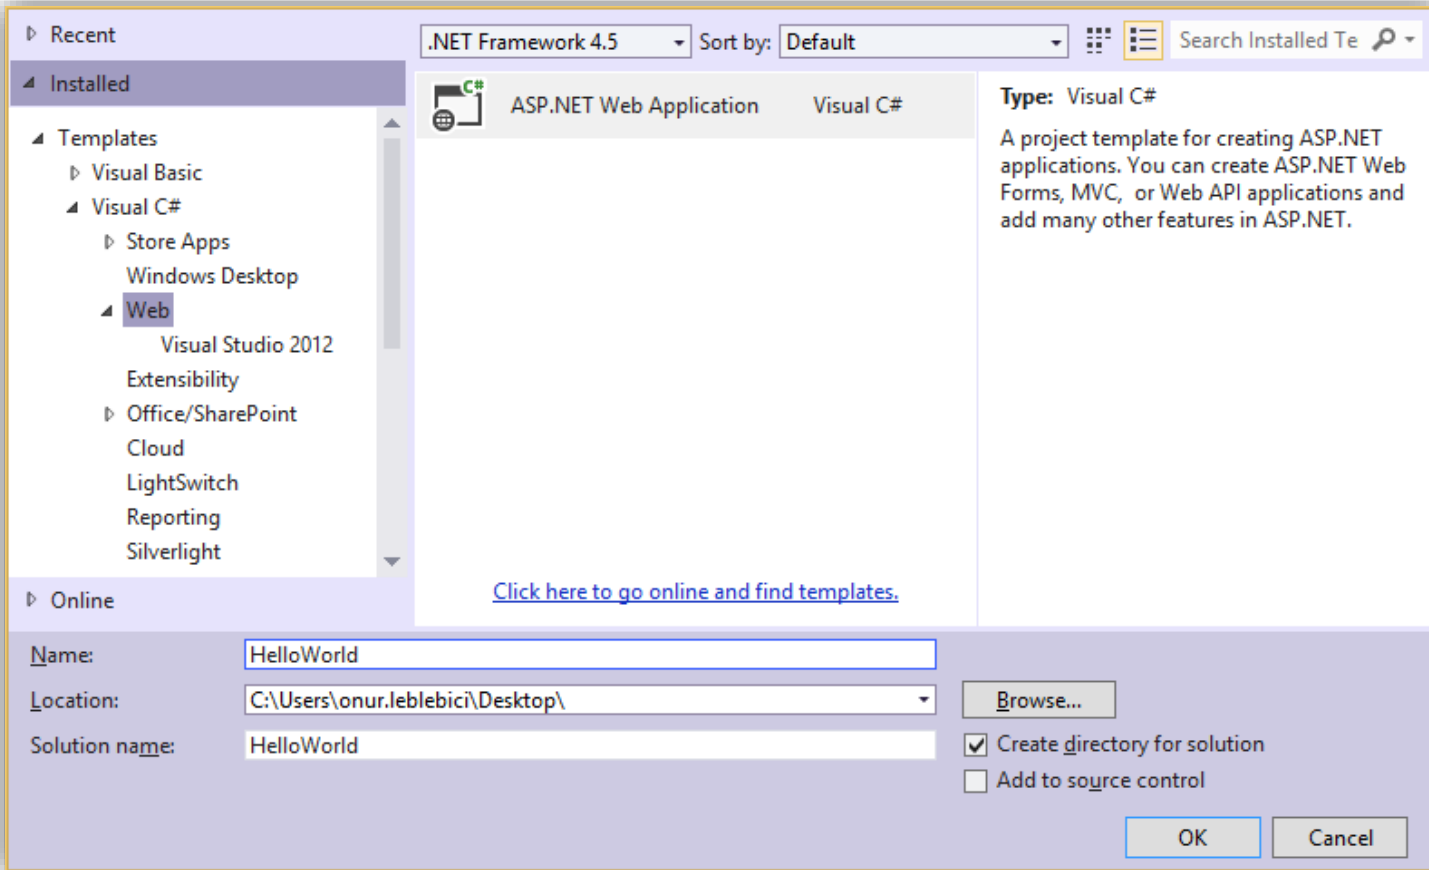 Recent
Installed
Templates
Visual Basic
Visual C#
Store Apps
Windows Desktop
Web
Visual Studio 2012
Extensibility
Office/SharePoint
Cloud
LightSwitch
Reporting
Silverlight
Online
.NET Framework 4.5 Sort by: Default Search Installed Te
C#
ASP.NET Web Application Visual C#
Click here to go online and find templates.
Type: Visual C#
A project template for creating ASP.NET
applications. You can create ASP.NET Web
Forms, MVC, or Web API applications and
add many other features in ASP.NET.
Name: HelloWorld
Location: C:\Users\onur.leblebici\Desktop\ Browse...
Solution name: HelloWorld
Create directory for solution
Add to source control
OK Cancel